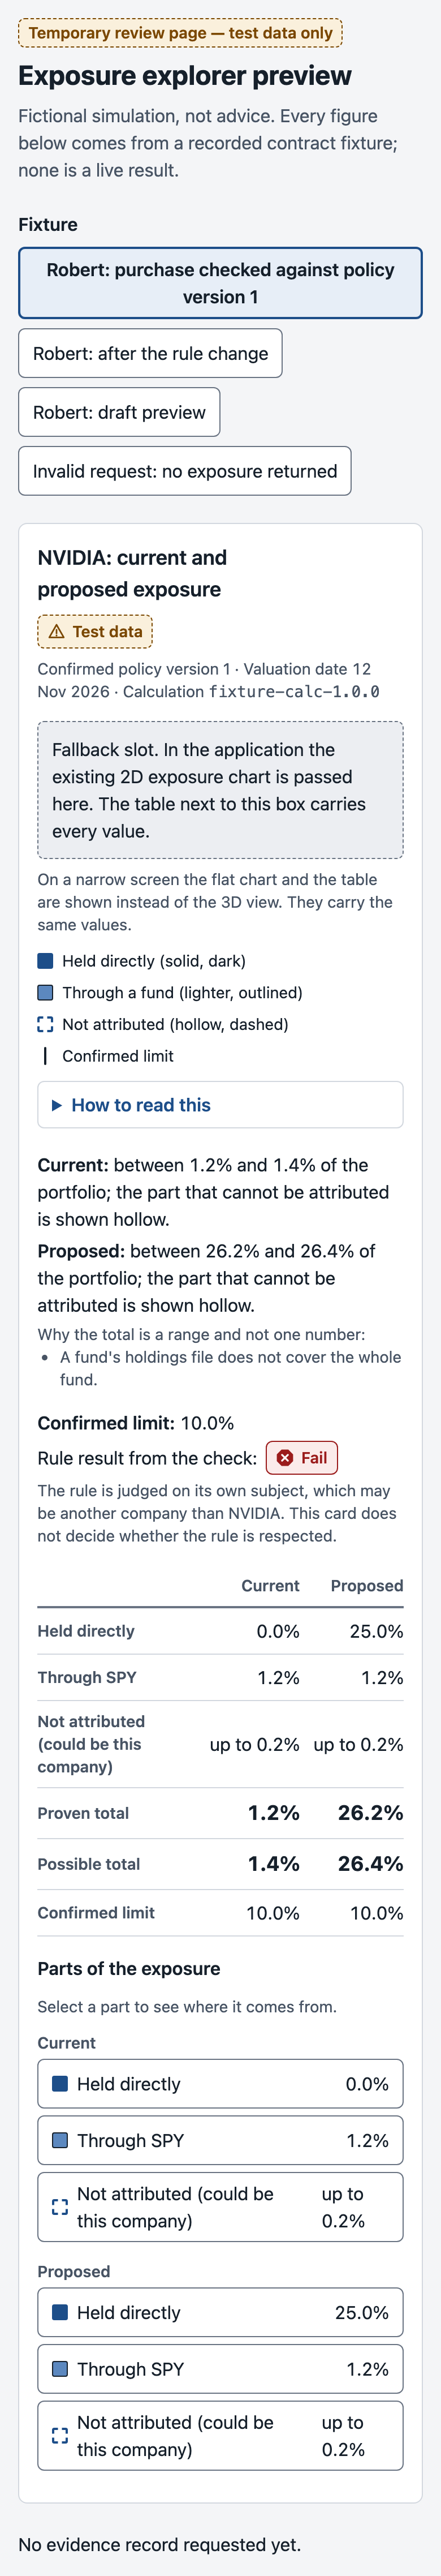 Temporary review page — test data only
Exposure explorer preview
Fictional simulation, not advice. Every figure
below comes from a recorded contract fixture;
none is a live result.
Fixture
Robert: purchase checked against policy
version 1
Robert: after the rule change
Robert: draft preview
Invalid request: no exposure returned
NVIDIA: current and
proposed exposure
Test data
Confirmed policy version 1 · Valuation date 12
Nov 2026 · Calculation fixture-calc-1.0.0
Fallback slot. In the application the
existing 2D exposure chart is passed
here. The table next to this box carries
every value.
On a narrow screen the flat chart and the table
are shown instead of the 3D view. They carry the
same values.
Held directly (solid, dark)
Through a fund (lighter, outlined)
Not attributed (hollow, dashed)
Confirmed limit
How to read this
Current: between 1.2% and 1.4% of the
portfolio; the part that cannot be attributed
is shown hollow.
Proposed: between 26.2% and 26.4% of
the portfolio; the part that cannot be
attributed is shown hollow.
Why the total is a range and not one number:
• A fund's holdings file does not cover the whole
fund.
Confirmed limit: 10.0%
Rule result from the check: Fail
The rule is judged on its own subject, which may
be another company than NVIDIA. This card does
not decide whether the rule is respected.
Current Proposed
Held directly 0.0% 25.0%
Through SPY 1.2% 1.2%
Not attributed
(could be this up to 0.2% up to 0.2%
company)
Proven total 1.2% 26.2%
Possible total 1.4% 26.4%
Confirmed limit 10.0% 10.0%
Parts of the exposure
Select a part to see where it comes from.
Current
Held directly 0.0%
Through SPY 1.2%
Not attributed (could be up to
this company) 0.2%
Proposed
Held directly 25.0%
Through SPY 1.2%
Not attributed (could be up to
this company) 0.2%
No evidence record requested yet.